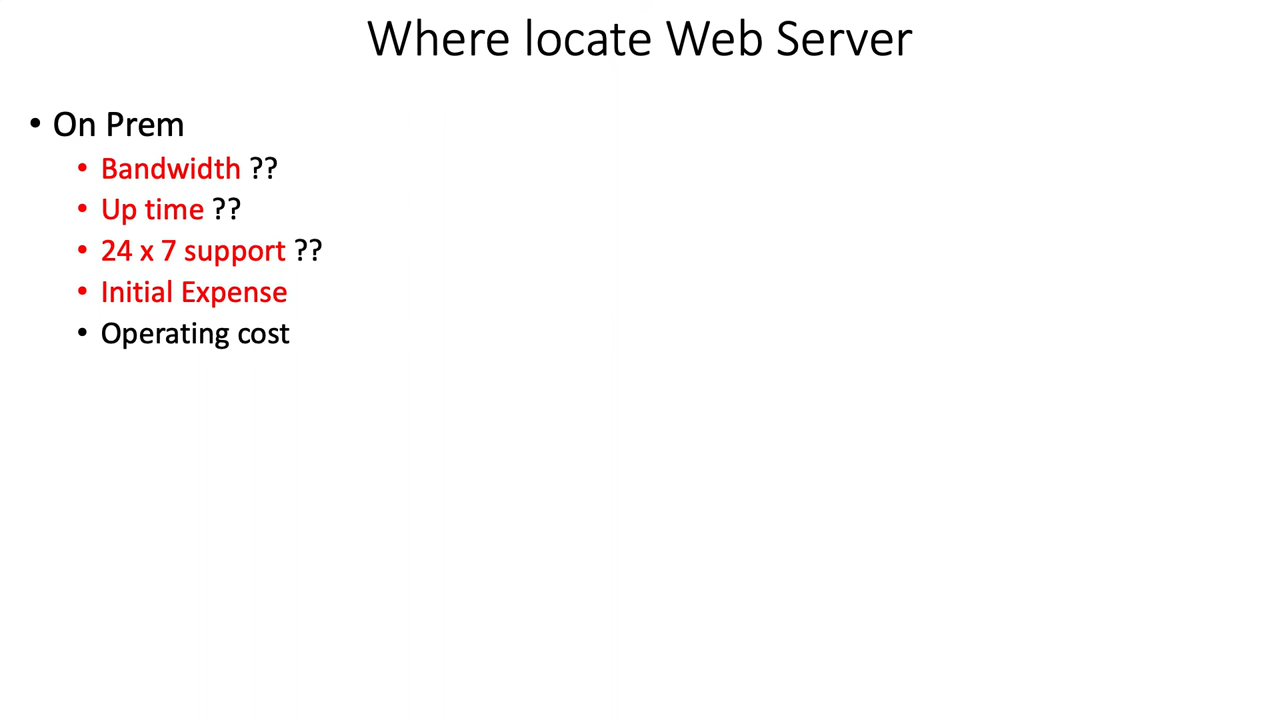 Where locate Web Server
• On Prem
• Bandwidth ??
• Up time ??
• 24 x 7 support ??
• Initial Expense
• Operating cost